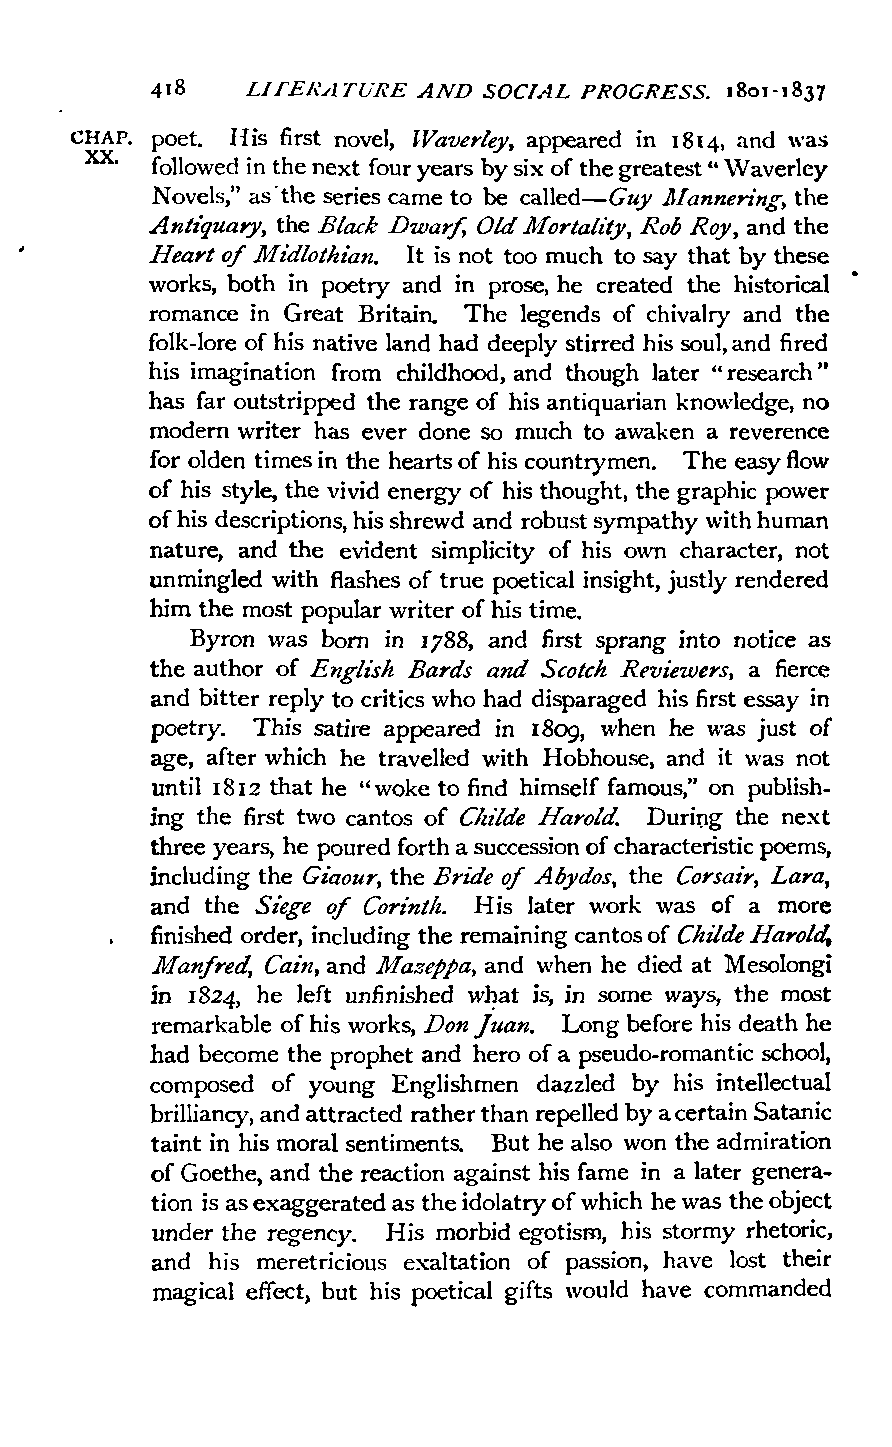 418 LITERATURE AND SOCIAL PROGRESS. 1801-1837
CHAP. XX.
poet. His first novel, Waverley, appeared in 1814, and was
followed in the next four years by six of the greatest “Waverley
Novels,” as the series came to be called—Guy Mannering, the
Antiquary, the Black Dwarf, Old Mortality, Rob Roy, and the
Heart of Midlothian. It is not too much to say that by these
works, both in poetry and in prose, he created the historical
romance in Great Britain. The legends of chivalry and the
folk-lore of his native land had deeply stirred his soul, and fired
his imagination from childhood, and though later “research”
has far outstripped the range of his antiquarian knowledge, no
modern writer has ever done so much to awaken a reverence
for olden times in the hearts of his countrymen. The easy flow
of his style, the vivid energy of his thought, the graphic power
of his descriptions, his shrewd and robust sympathy with human
nature, and the evident simplicity of his own character, not
unmingled with flashes of true poetical insight, justly rendered
him the most popular writer of his time.
Byron was born in 1788, and first sprang into notice as
the author of English Bards and Scotch Reviewers, a fierce
and bitter reply to critics who had disparaged his first essay in
poetry. This satire appeared in 1809, when he was just of
age, after which he travelled with Hobhouse, and it was not
until 1812 that he “woke to find himself famous,” on publish-
ing the first two cantos of Childe Harold. During the next
three years, he poured forth a succession of characteristic poems,
including the Giaour, the Bride of Abydos, the Corsair, Lara,
and the Siege of Corinth. His later work was of a more
finished order, including the remaining cantos of Childe Harold,
Manfred, Cain, and Mazeppa, and when he died at Mesolongi
in 1824, he left unfinished what is, in some ways, the most
remarkable of his works, Don Juan. Long before his death he
had become the prophet and hero of a pseudo-romantic school,
composed of young Englishmen dazzled by his intellectual
brilliancy, and attracted rather than repelled by a certain Satanic
taint in his moral sentiments. But he also won the admiration
of Goethe, and the reaction against his fame in a later genera-
tion is as exaggerated as the idolatry of which he was the object
under the regency. His morbid egotism, his stormy rhetoric,
and his meretricious exaltation of passion, have lost their
magical effect, but his poetical gifts would have commanded